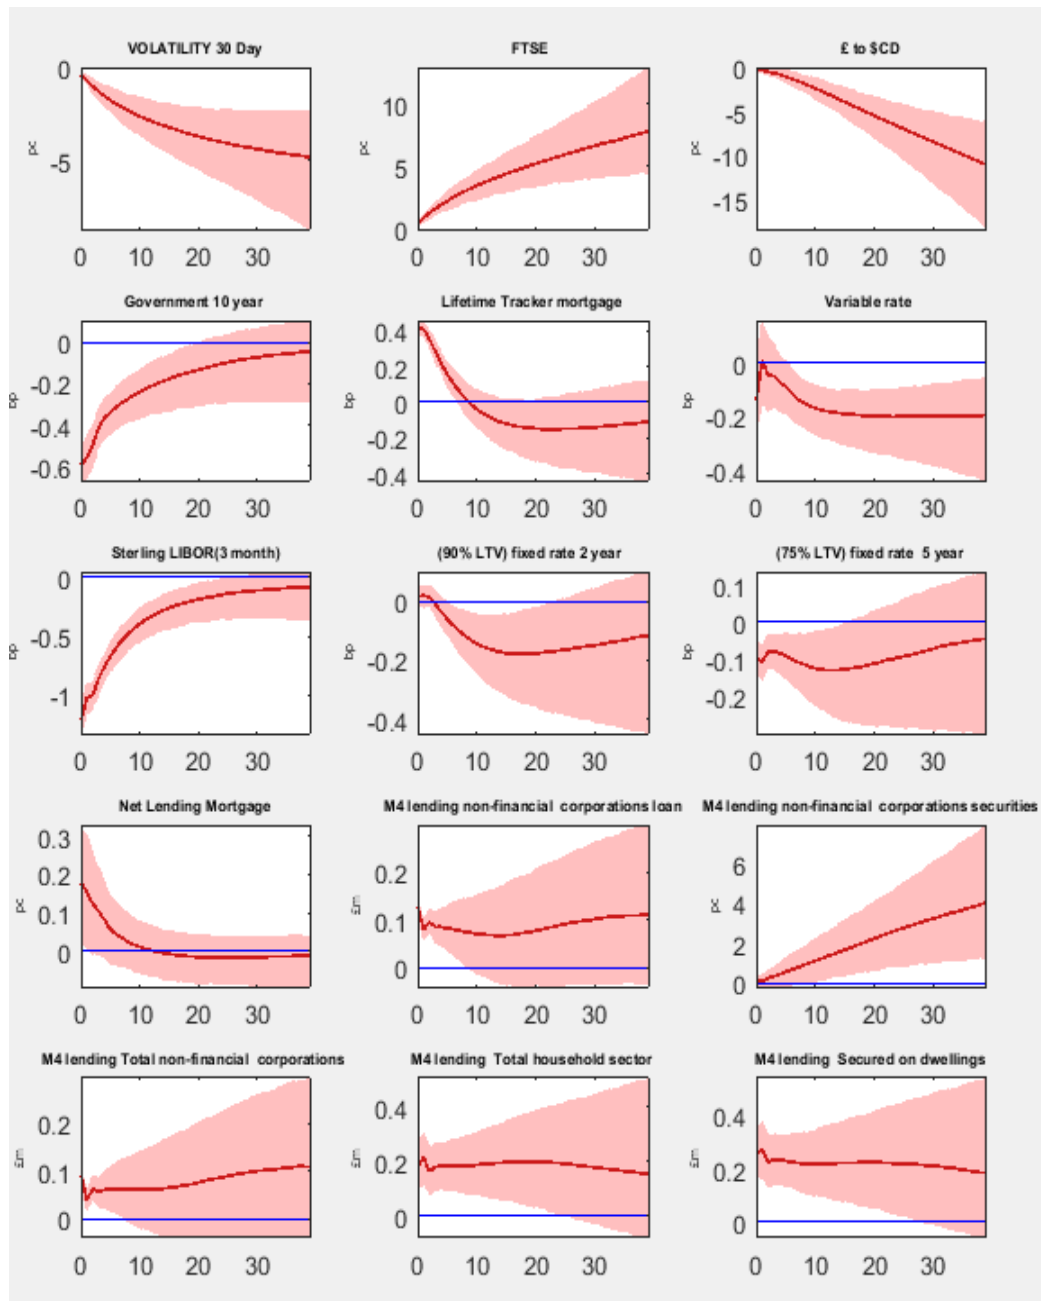 VOLATILITY 30 Day FTSE £ to $CD
0 10 0
pc -5 pc 5 pc -5
0 -10
-15
0 10 20 30 0 10 20 30 0 10 20 30
Government 10 year Lifetime Tracker mortgage Variable rate
0 0.4 0
bp -0.2 bp 0.2 bp -0.2
-0.4 0 -0.4
-0.6 -0.2
-0.4
0 10 20 30 0 10 20 30 0 10 20 30
Sterling LIBOR(3 month) (90% LTV) fixed rate 2 year (75% LTV) fixed rate 5 year
0 0 0.1
bp -0.5 bp -0.2 bp 0
-1 -0.4 -0.1
-0.2
0 10 20 30 0 10 20 30 0 10 20 30
Net Lending Mortgage M4 lending non-financial corporations loan M4 lending non-financial corporations securities
0.3 0.2 6
pc 0.2 £m 0.1 pc 4
0.1 0 2
0 0
0 10 20 30 0 10 20 30 0 10 20 30
M4 lending Total non-financial corporations M4 lending Total household sector M4 lending Secured on dwellings
0.2 0.4 0.4
£m 0.1 £m 0.2 £m 0.2
0 0 0
0 10 20 30 0 10 20 30 0 10 20 30